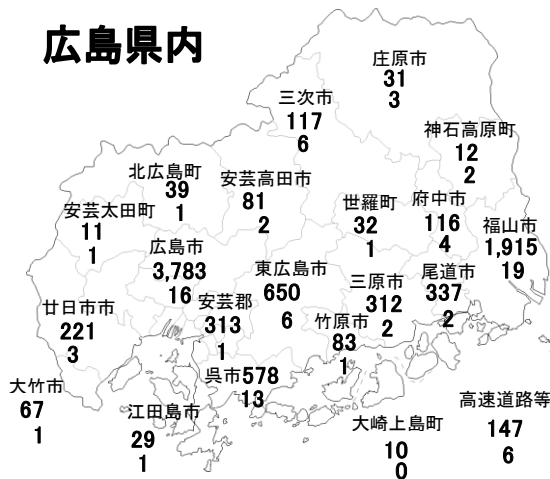 広島県内
庄原市
31
3
三次市
117
6
神石高原町
12
2
北広島町
39
1
安芸高田市
81
2
世羅町
32
1
府中市
116
4
福山市
1,915
19
安芸太田町
11
1
広島市
3,783
16
東広島市
650
6
三原市
312
2
尾道市
337
2
廿日市市
221
3
安芸郡
313
1
竹原市
83
1
呉市578
13
大竹市
67
1
江田島市
29
1
大崎上島町
10
0
高速道路等
147
6